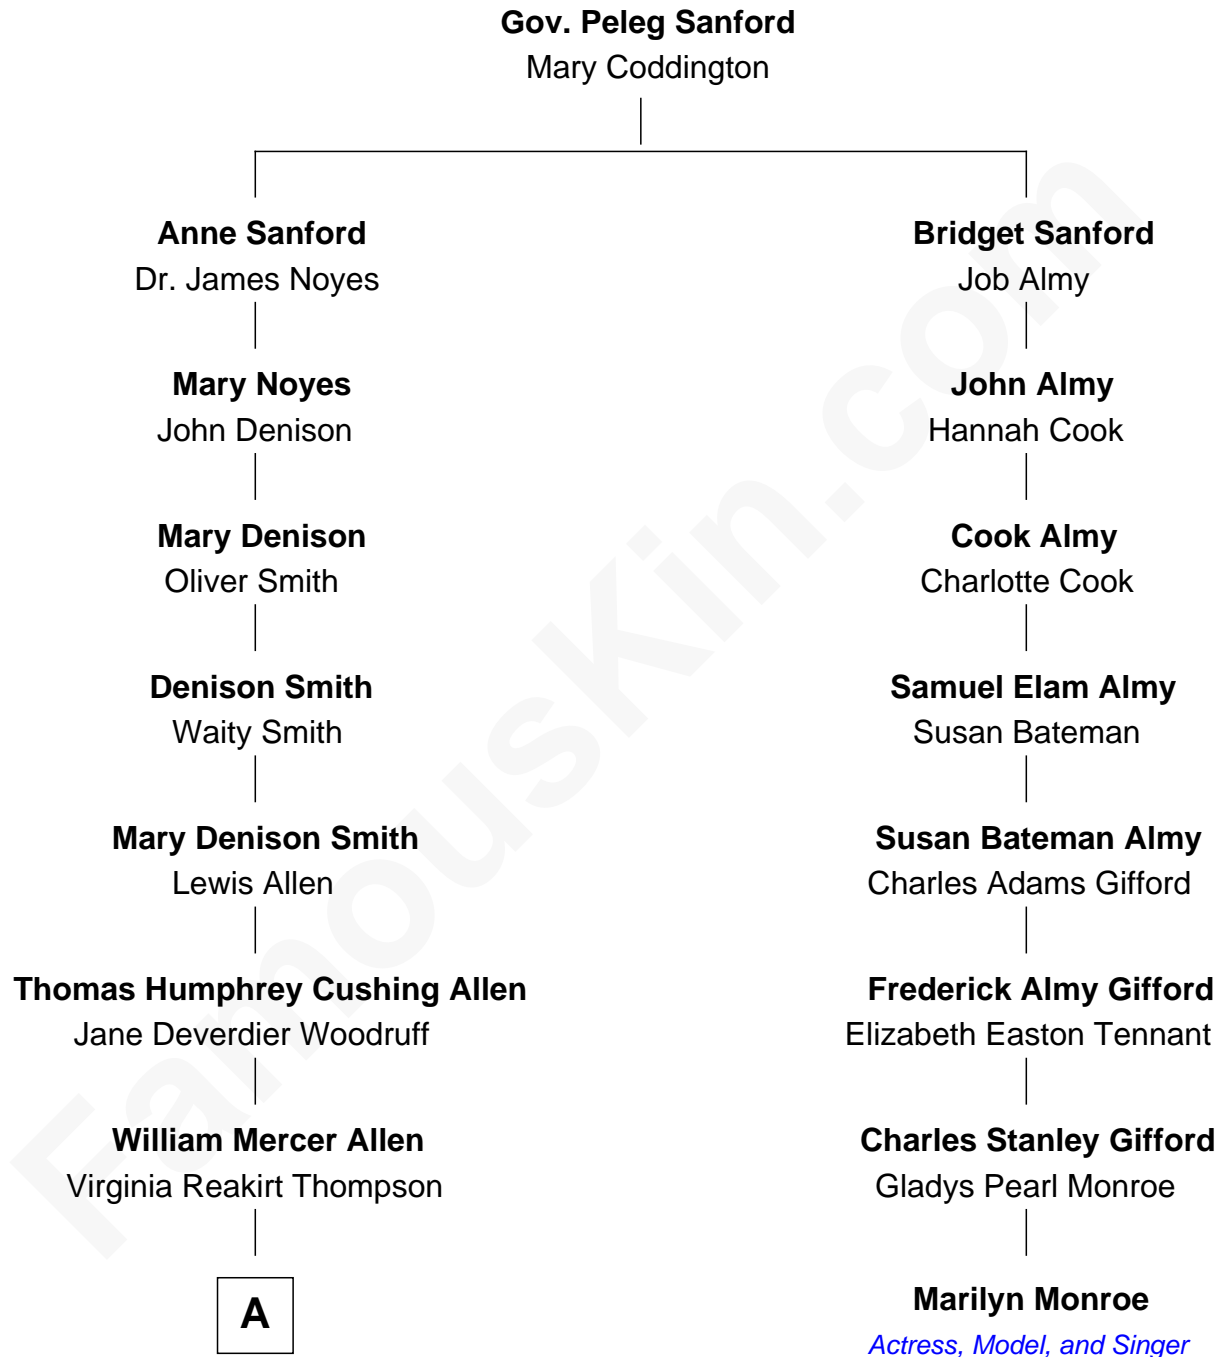 Gov. Peleg Sanford
Mary Coddington
Anne Sanford
Dr. James Noyes
Bridget Sanford
Job Almy
Mary Noyes
John Denison
John Almy
Hannah Cook
Mary Denison
Oliver Smith
Cook Almy
Charlotte Cook
Denison Smith
Waity Smith
Samuel Elam Almy
Susan Bateman
Mary Denison Smith
Lewis Allen
Susan Bateman Almy
Charles Adams Gifford
Thomas Humphrey Cushing Allen
Jane Deverdier Woodruff
Frederick Almy Gifford
Elizabeth Easton Tennant
William Mercer Allen
Virginia Reakirt Thompson
Charles Stanley Gifford
Gladys Pearl Monroe
A
Marilyn Monroe
Actress, Model, and Singer
FamousKin.com